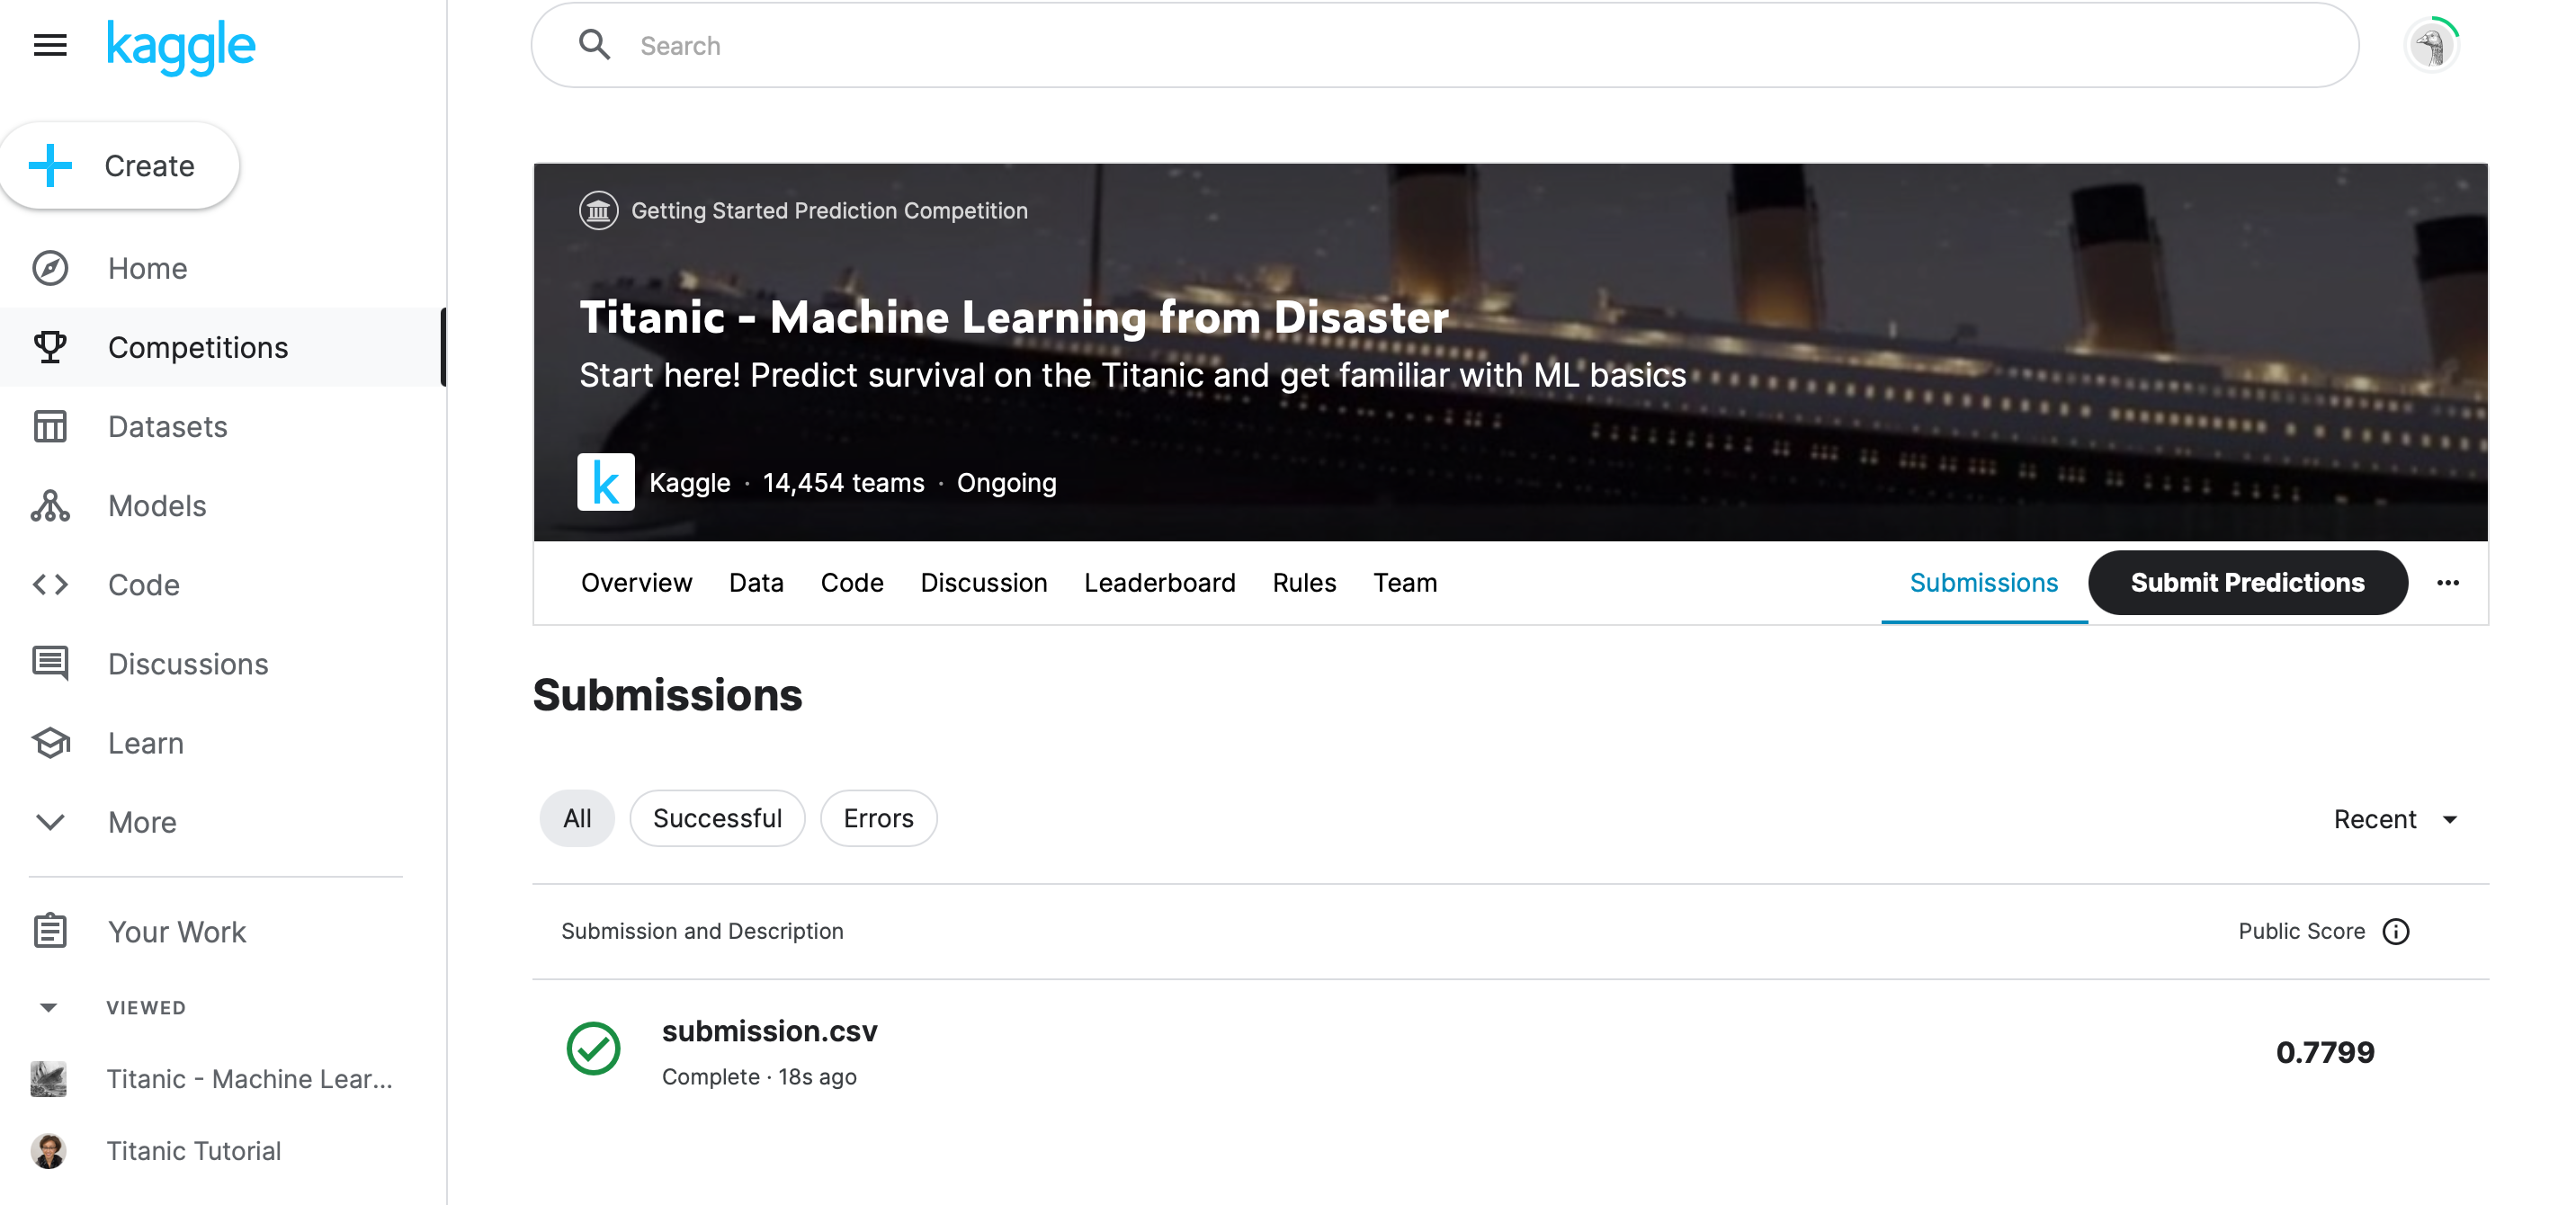 kaggle
Search
Create
Home
Competitions
Datasets
Models
Code
Discussions
Learn
More
Your Work
VIEWED
Titanic - Machine Lear...
Titanic Tutorial
Getting Started Prediction Competition
Titanic - Machine Learning from Disaster
Start here! Predict survival on the Titanic and get familiar with ML basics
k Kaggle · 14,454 teams · Ongoing
Overview Data Code Discussion Leaderboard Rules Team Submissions Submit Predictions
Submissions
All Successful Errors Recent
Submission and Description Public Score
submission.csv 0.7799
Complete · 18s ago